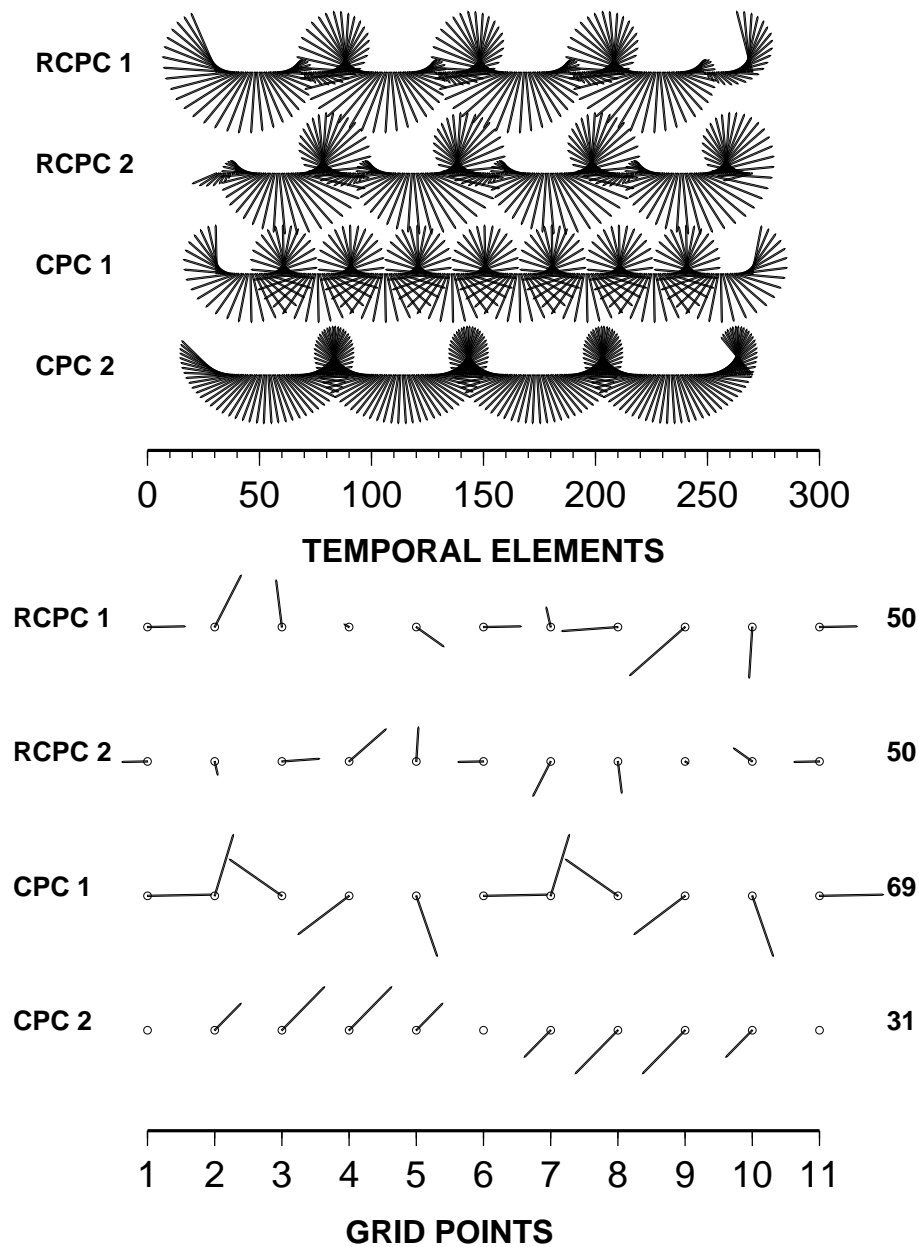 RCPC 1
RCPC 2
CPC 1
CPC 2
0 50 100 150 200 250 300
TEMPORAL ELEMENTS
RCPC 1 50
RCPC 2 50
CPC 1 69
CPC 2 31
1 2 3 4 5 6 7 8 9 10 11
GRID POINTS